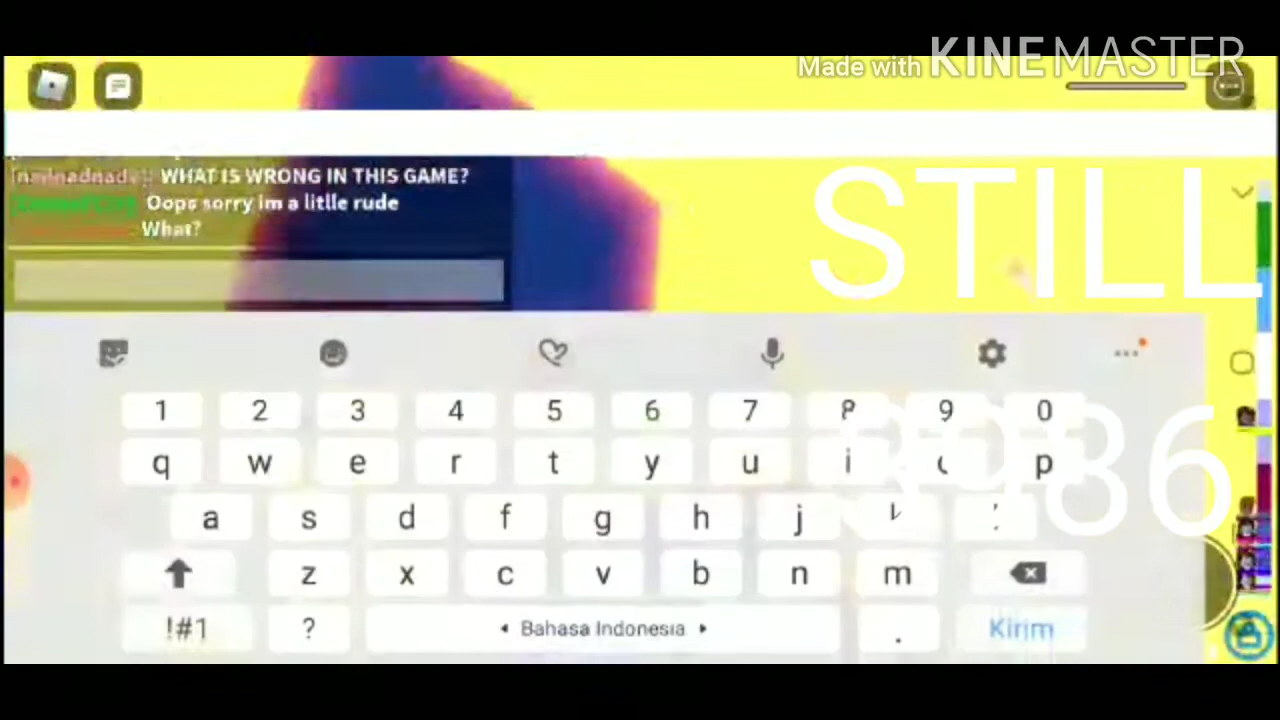 Made with KINEMASTER
WHAT IS WRONG IN THIS GAME?
Oops sorry im a litlle rude
What?
STILL
1 2 3 4 5 6 7 8 9 0
q w e r t y u i p
a s d f g h j
z x c v b n m
!#1 ? Bahasa Indonesia . Kirim